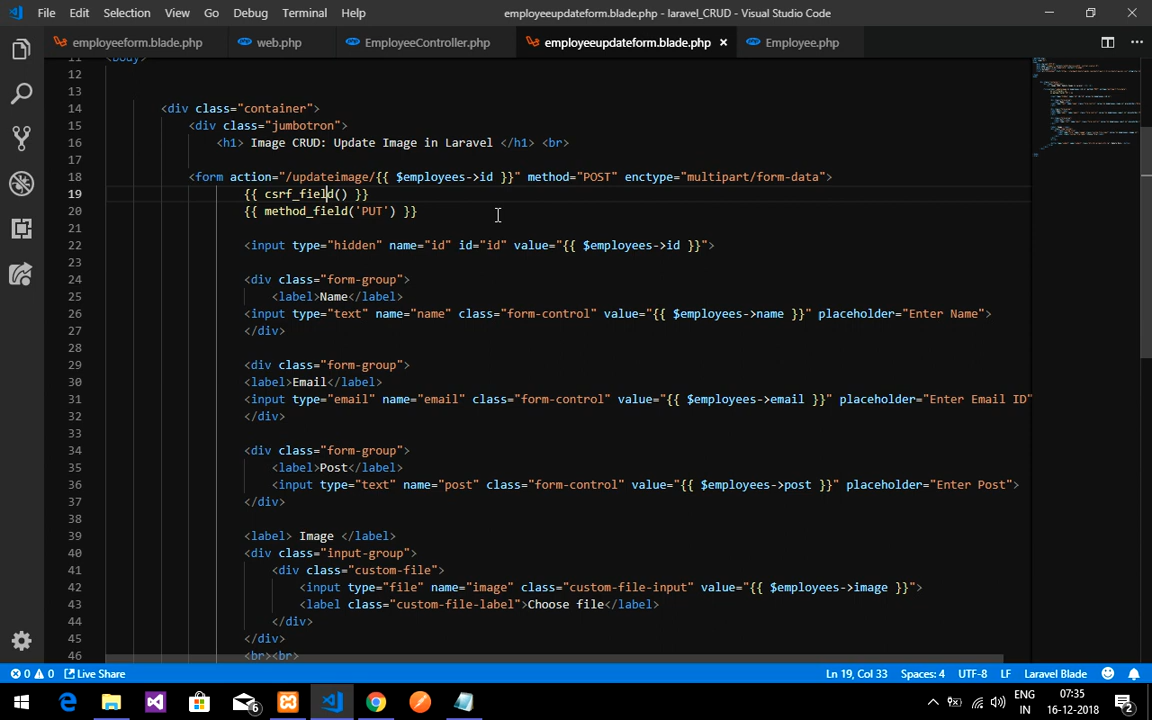 File Edit Selection View Go Debug Terminal Help employeeupdateform.blade.php - laravel_CRUD - Visual Studio Code
employeeform.blade.php web.php EmployeeController.php employeeupdateform.blade.php Employee.php
11 <body>
12
13
14 <div class="container">
15 <div class="jumbotron">
16 <h1> Image CRUD: Update Image in Laravel </h1> <br>
17
18 <form action="/updateimage/{{ $employees->id }}" method="POST" enctype="multipart/form-data">
19 {{ csrf_field() }}
20 {{ method_field('PUT') }}
21
22 <input type="hidden" name="id" id="id" value="{{ $employees->id }}">
23
24 <div class="form-group">
25 <label>Name</label>
26 <input type="text" name="name" class="form-control" value="{{ $employees->name }}" placeholder="Enter Name">
27 </div>
28
29 <div class="form-group">
30 <label>Email</label>
31 <input type="email" name="email" class="form-control" value="{{ $employees->email }}" placeholder="Enter Email ID"
32 </div>
33
34 <div class="form-group">
35 <label>Post</label>
36 <input type="text" name="post" class="form-control" value="{{ $employees->post }}" placeholder="Enter Post">
37 </div>
38
39 <label> Image </label>
40 <div class="input-group">
41 <div class="custom-file">
42 <input type="file" name="image" class="custom-file-input" value="{{ $employees->image }}">
43 <label class="custom-file-label">Choose file</label>
44 </div>
45 </div>
46 <br><br>
0 0 Live Share Ln 19, Col 33 Spaces: 4 UTF-8 LF Laravel Blade
6 ENG 07:35
IN 16-12-2018 2